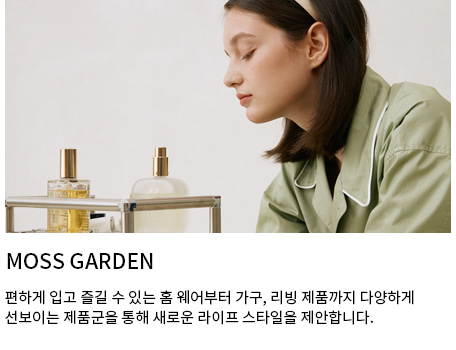 MOSS GARDEN
편하게 입고 즐길 수 있는 홈 웨어부터 가구, 리빙 제품까지 다양하게
선보이는 제품군을 통해 새로운 라이프 스타일을 제안합니다.